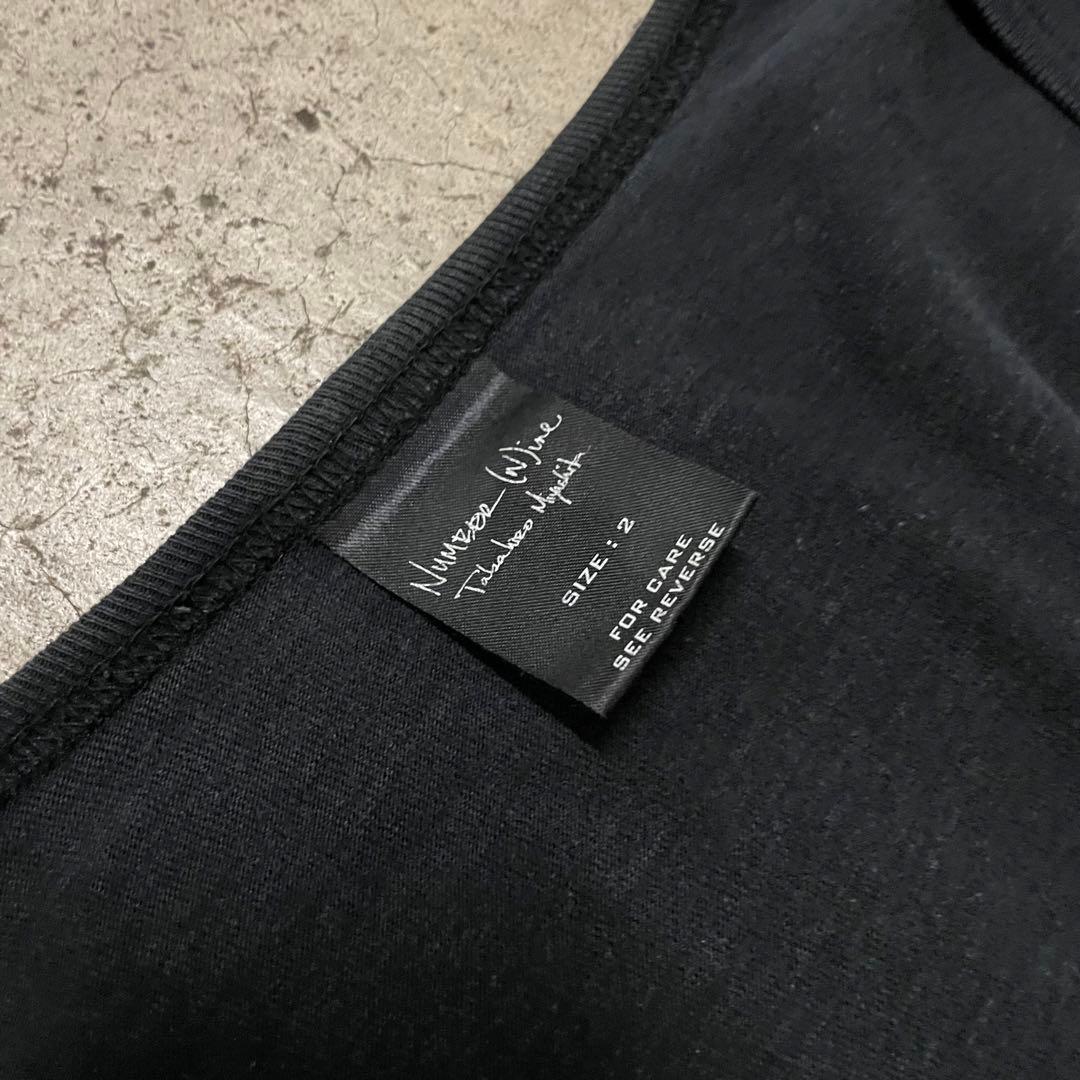 NUMBER (N)ine
Takahiro Miyashita
SIZE : 2
FOR CARE
SEE REVERSE